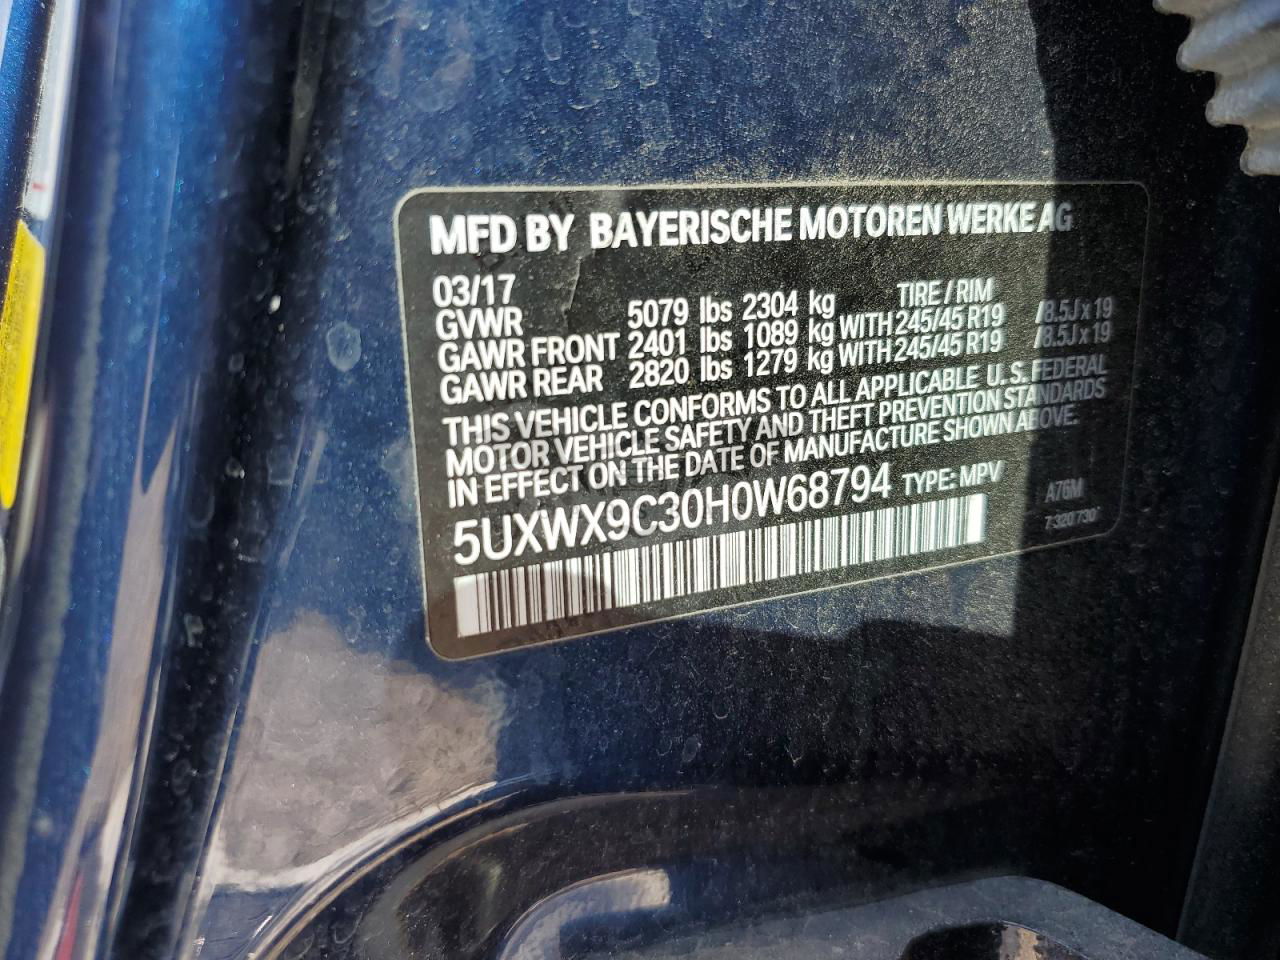 MFD BY BAYERISCHE MOTOREN WERKE AG
03/17 TIRE / RIM
GVWR 5079 lbs 2304 kg
GAWR FRONT 2401 lbs 1089 kg WITH 245/45 R19 /8.5J x 19
GAWR REAR 2820 lbs 1279 kg WITH 245/45 R19 /8.5J x 19
THIS VEHICLE CONFORMS TO ALL APPLICABLE U.S. FEDERAL
MOTOR VEHICLE SAFETY AND THEFT PREVENTION STANDARDS
IN EFFECT ON THE DATE OF MANUFACTURE SHOWN ABOVE.
5UXWX9C30H0W68794 TYPE: MPV
A76M
7 320 730